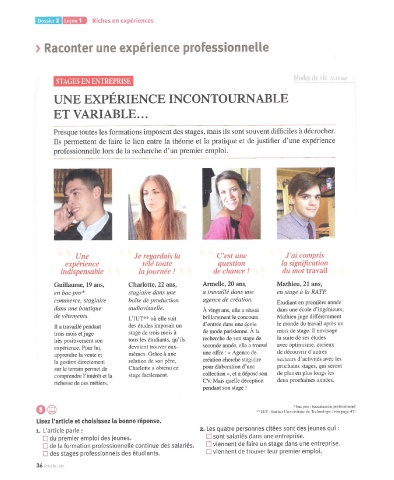 Dossier 2 Leçon 1 Riches en expériences
> Raconter une expérience professionnelle
STAGES EN ENTREPRISE
UNE EXPÉRIENCE INCONTOURNABLE
ET VARIABLE...
Presque toutes les formations imposent des stages, mais ils sont souvent difficiles à décrocher.
Ils permettent de faire le lien entre la théorie et la pratique et de justifier d'une expérience
professionnelle lors de la recherche d'un premier emploi.
Une
expérience
indispensable
Guillaume, 19 ans,
en bac pro*
commerce, stagiaire
dans une boutique
de vêtements.
Il a travaillé pendant
trois mois et juge
très positivement son
expérience. Pour lui,
apprendre la vente et
la gestion directement
sur le terrain permet de
comprendre l'intérêt et la
richesse de ces métiers.
Je regardais la
télé toute
la journée !
Charlotte, 22 ans,
stagiaire dans une
boîte de production
audiovisuelle.
L'IUT** où elle suit
des études imposait un
stage de trois mois à
tous les étudiants, qu'ils
devaient trouver eux-
mêmes. Grâce à une
relation de son père,
Charlotte a obtenu ce
stage facilement.
C'est une
question
de chance !
Armelle, 20 ans,
a travaillé dans une
agence de création.
À vingt ans, elle a réussi
brillamment le concours
d'entrée dans une école
de mode parisienne. À la
recherche de son stage de
seconde année, elle a trouvé
une offre : « Agence de
création cherche stagiaire
pour élaboration d'une
collection », et a déposé son
CV. Mais quelle déception
pendant son stage !
J'ai compris
la signification
du mot travail
Mathieu, 21 ans,
en stage à la RATP.
Étudiant en première année
dans une école d'ingénieurs,
Mathieu juge différemment
le monde du travail après un
mois de stage. Il envisage
la suite de ses études
avec optimisme, curieux
de découvrir d'autres
secteurs d'activités avec les
prochains stages, qui seront
de plus en plus longs les
deux prochaines années.
*Bac pro : baccalauréat professionnel
** IUT : Institut Universitaire de Technologie
Lisez l'article et choisissez la bonne réponse.
1. L'article parle :
du premier emploi des jeunes.
de la formation professionnelle continue des salariés.
des stages professionnels des étudiants.
2. Les quatre personnes citées sont des jeunes qui :
sont salariés dans une entreprise.
viennent de faire un stage dans une entreprise.
viennent de trouver leur premier emploi.
36